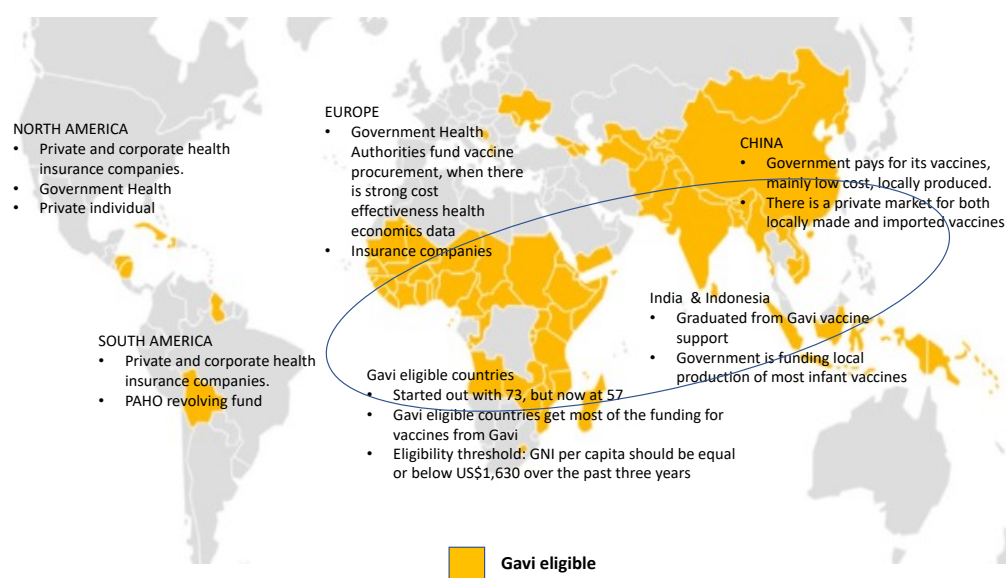 NORTH AMERICA
• Private and corporate health
insurance companies.
• Government Health
• Private individual
EUROPE
• Government Health
Authorities fund vaccine
procurement, when there
is strong cost
effectiveness health
economics data
• Insurance companies
CHINA
• Government pays for its vaccines,
mainly low cost, locally produced.
• There is a private market for both
locally made and imported vaccines
India & Indonesia
• Graduated from Gavi vaccine
support
• Government is funding local
production of most infant vaccines
SOUTH AMERICA
• Private and corporate health
insurance companies.
• PAHO revolving fund
Gavi eligible countries
• Started out with 73, but now at 57
• Gavi eligible countries get most of the funding for
vaccines from Gavi
• Eligibility threshold: GNI per capita should be equal
or below US$1,630 over the past three years
Gavi eligible